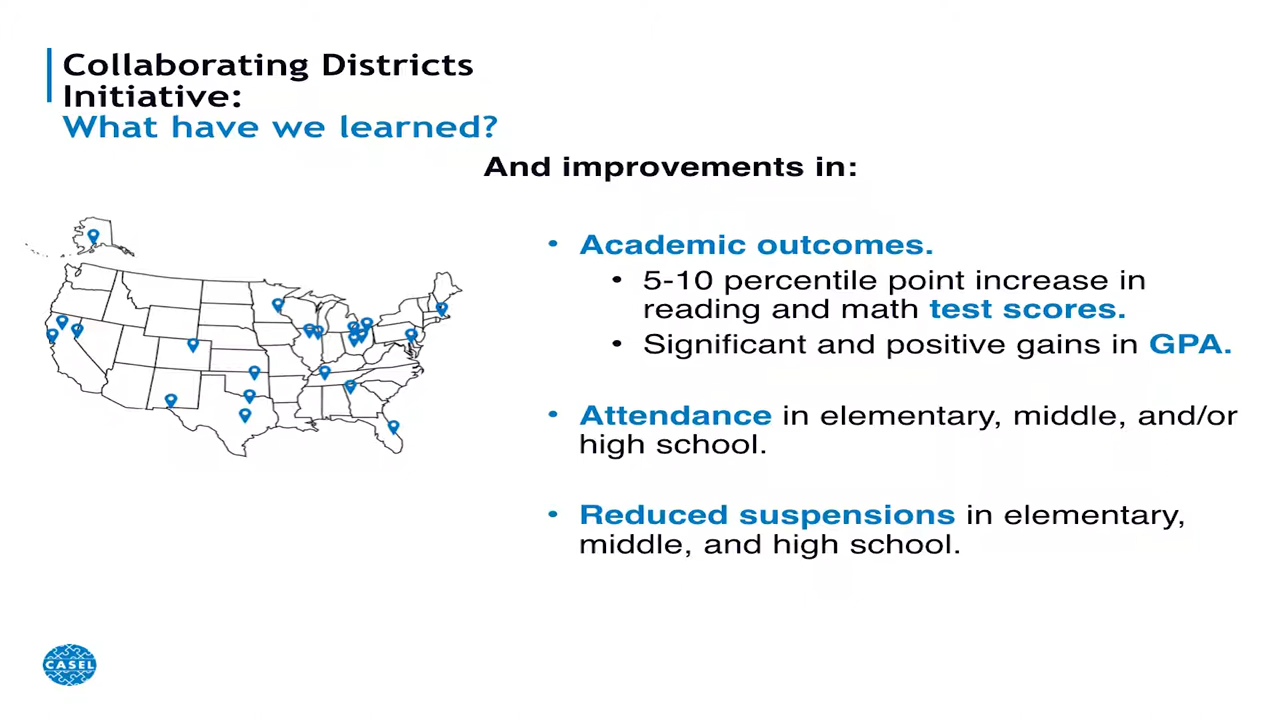 Collaborating Districts
Initiative:
What have we learned?
And improvements in:
• Academic outcomes.
• 5-10 percentile point increase in
reading and math test scores.
• Significant and positive gains in GPA.
• Attendance in elementary, middle, and/or
high school.
• Reduced suspensions in elementary,
middle, and high school.
CASEL